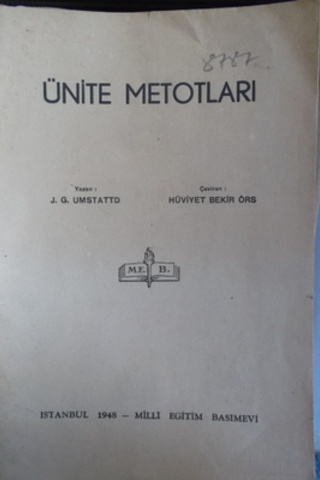 8787
ÜNİTE METOTLARI
Yazan : Çeviren :
J. G. UMSTATTD HÜVİYET BEKİR ÖRS
M.E. B.
İSTANBUL 1948 — MİLLÎ EĞİTİM BASIMEVİ